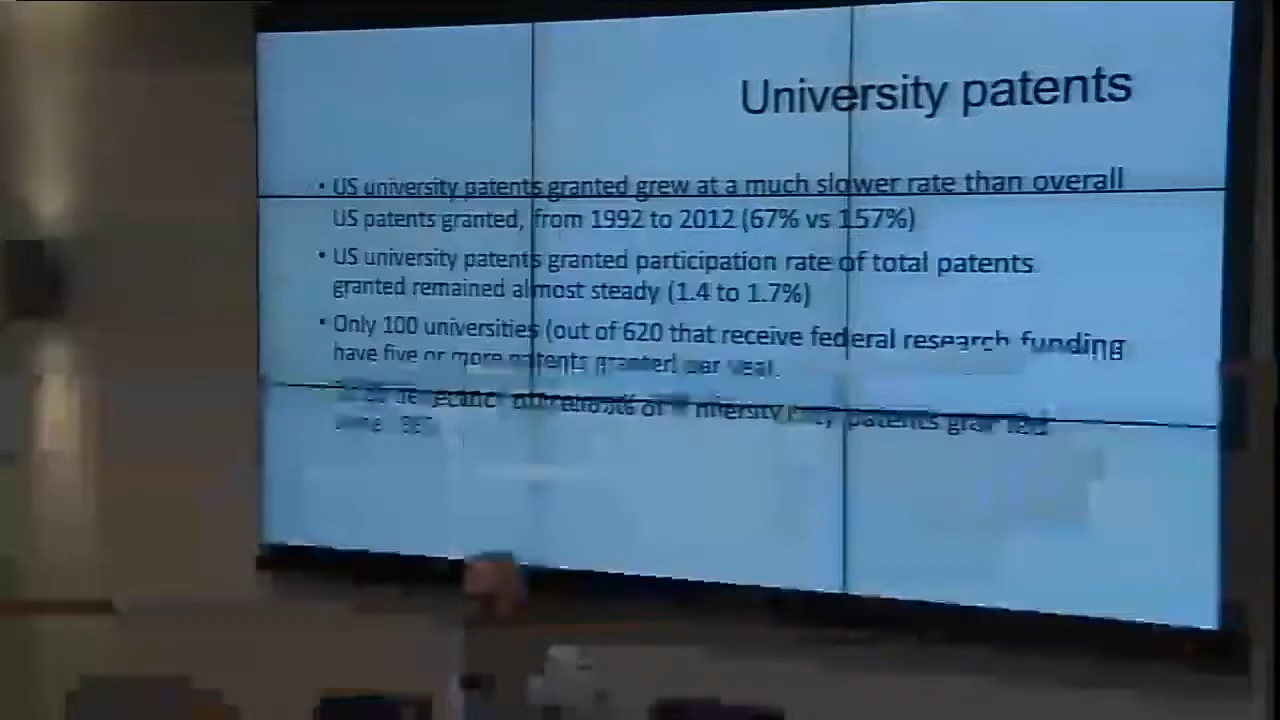 University patents
• US university patents granted grew at a much slower rate than overall
US patents granted, from 1992 to 2012 (67% vs 157%)
• US university patents granted participation rate of total patents
granted remained almost steady (1.4 to 1.7%)
• Only 100 universities (out of 620 that receive federal research funding
have five or more patents granted per year.
of patents granted